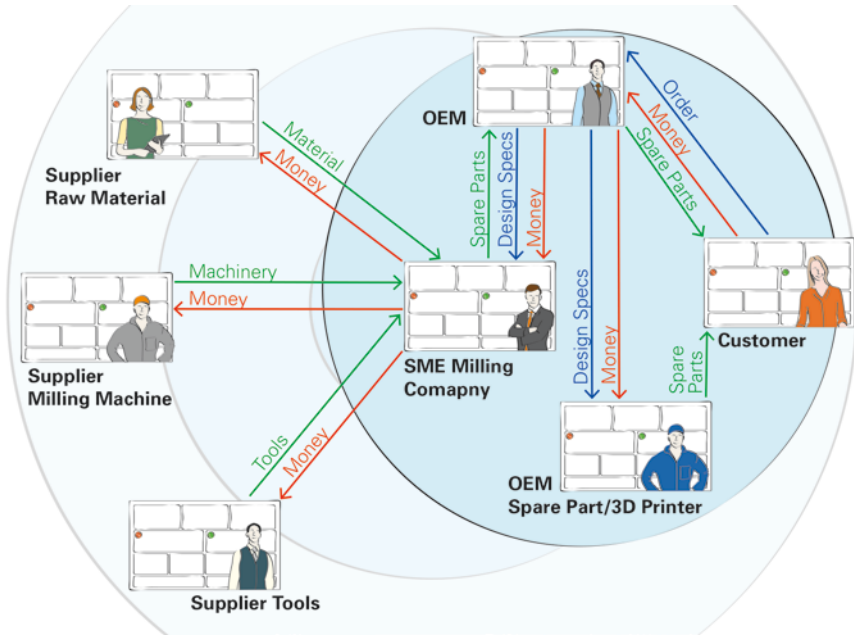 OEM
Order
Money
Spare Parts
Material
Money
Supplier
Raw Material
Spare Parts
Design Specs
Money
Machinery
Money
Supplier
Milling Machine
SME Milling
Comapny
Design Specs
Money
Customer
Spare
Parts
Tools
Money
OEM
Spare Part/3D Printer
Supplier Tools